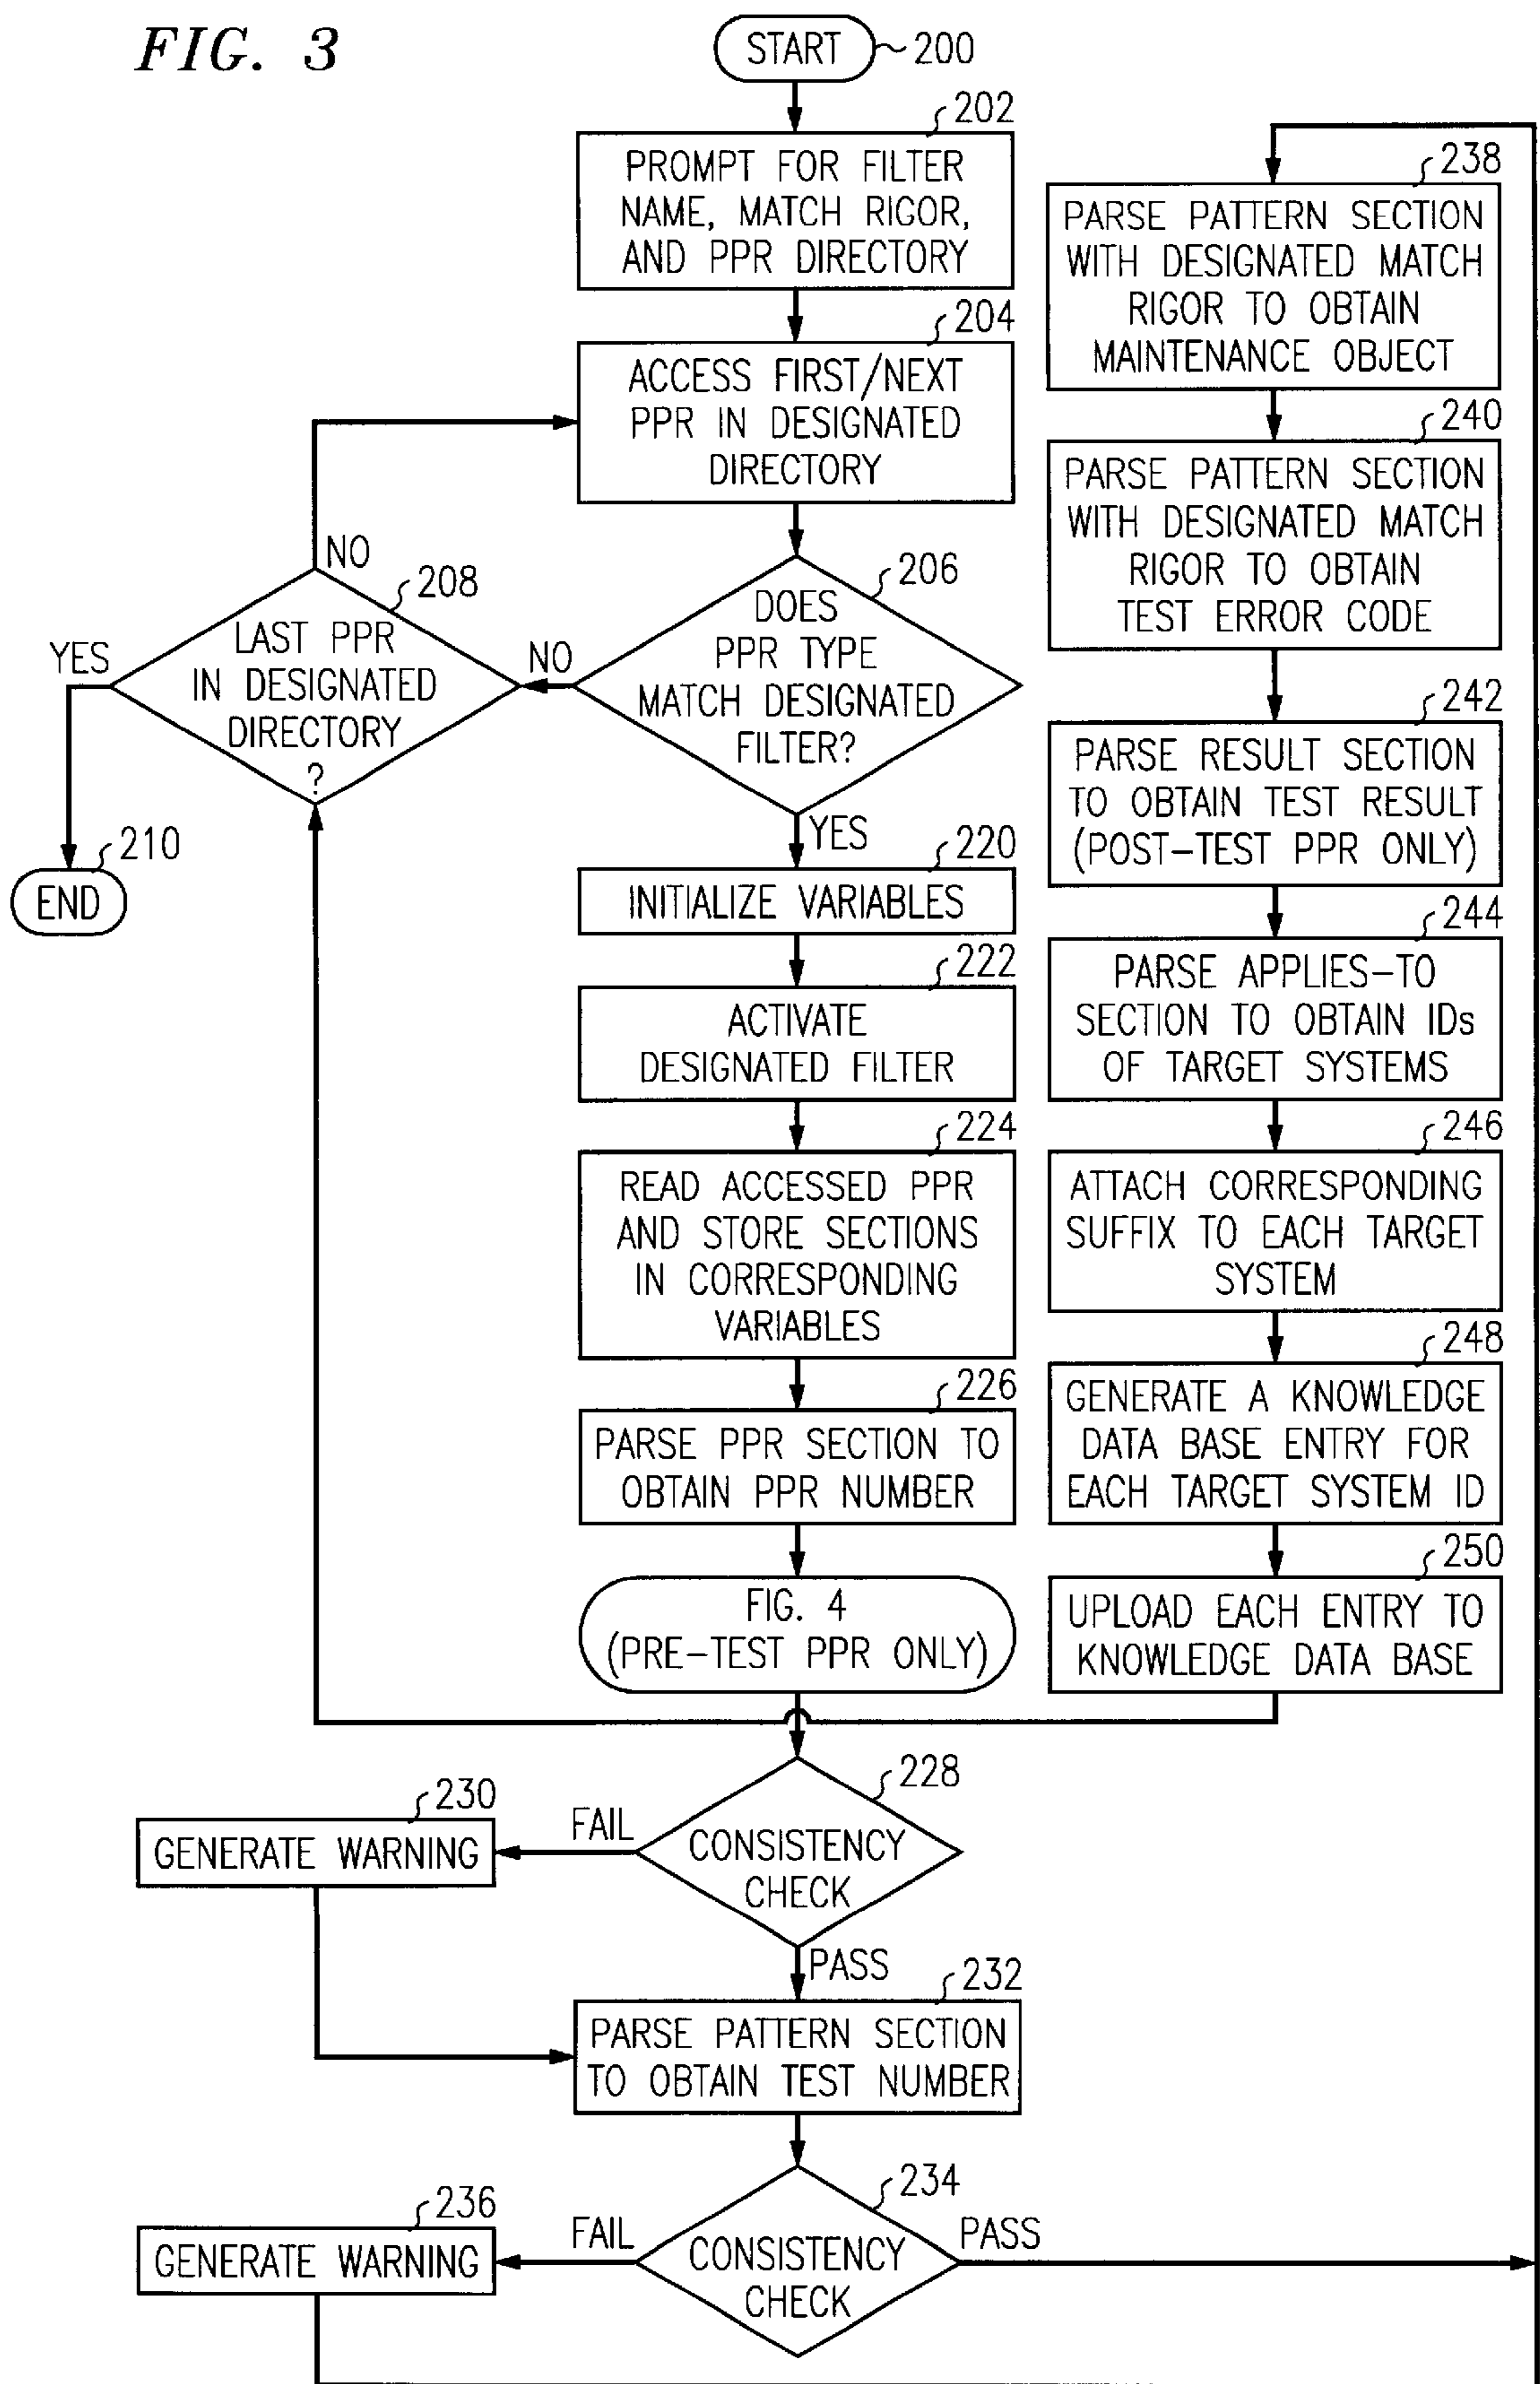 FIG. 3
START
200
202
PROMPT FOR FILTER
NAME, MATCH RIGOR,
AND PPR DIRECTORY
204
ACCESS FIRST/NEXT
PPR IN DESIGNATED
DIRECTORY
206
DOES
PPR TYPE
MATCH DESIGNATED
FILTER?
NO
208
LAST PPR
IN DESIGNATED
DIRECTORY
?
NO
YES
210
END
YES
220
INITIALIZE VARIABLES
222
ACTIVATE
DESIGNATED FILTER
224
READ ACCESSED PPR
AND STORE SECTIONS
IN CORRESPONDING
VARIABLES
226
PARSE PPR SECTION TO
OBTAIN PPR NUMBER
FIG. 4
(PRE-TEST PPR ONLY)
228
CONSISTENCY
CHECK
FAIL
230
GENERATE WARNING
PASS
232
PARSE PATTERN SECTION
TO OBTAIN TEST NUMBER
234
CONSISTENCY
CHECK
FAIL
236
GENERATE WARNING
PASS
238
PARSE PATTERN SECTION
WITH DESIGNATED MATCH
RIGOR TO OBTAIN
MAINTENANCE OBJECT
240
PARSE PATTERN SECTION
WITH DESIGNATED MATCH
RIGOR TO OBTAIN
TEST ERROR CODE
242
PARSE RESULT SECTION
TO OBTAIN TEST RESULT
(POST-TEST PPR ONLY)
244
PARSE APPLIES-TO
SECTION TO OBTAIN IDs
OF TARGET SYSTEMS
246
ATTACH CORRESPONDING
SUFFIX TO EACH TARGET
SYSTEM
248
GENERATE A KNOWLEDGE
DATA BASE ENTRY FOR
EACH TARGET SYSTEM ID
250
UPLOAD EACH ENTRY TO
KNOWLEDGE DATA BASE